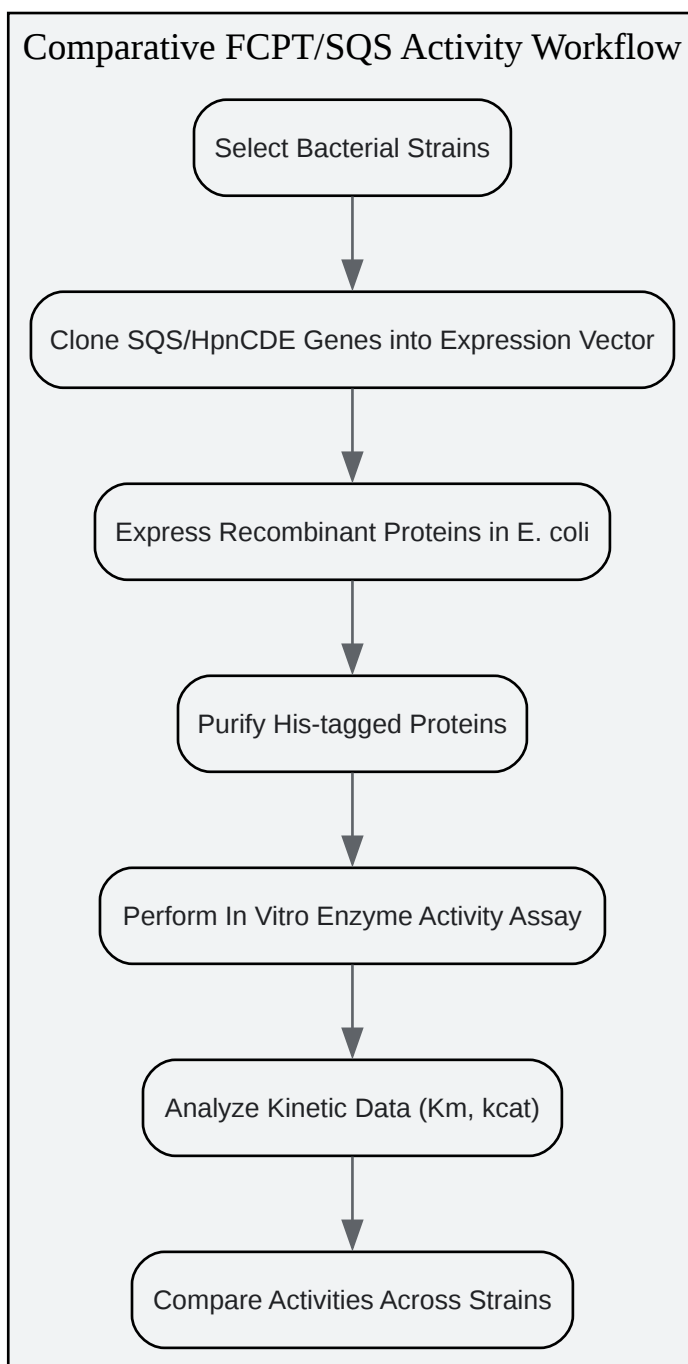 Comparative FCPT/SQS Activity Workflow
Select Bacterial Strains
Clone SQS/HpnCDE Genes into Expression Vector
Express Recombinant Proteins in E. coli
Purify His-tagged Proteins
Perform In Vitro Enzyme Activity Assay
Analyze Kinetic Data (Km, kcat)
Compare Activities Across Strains